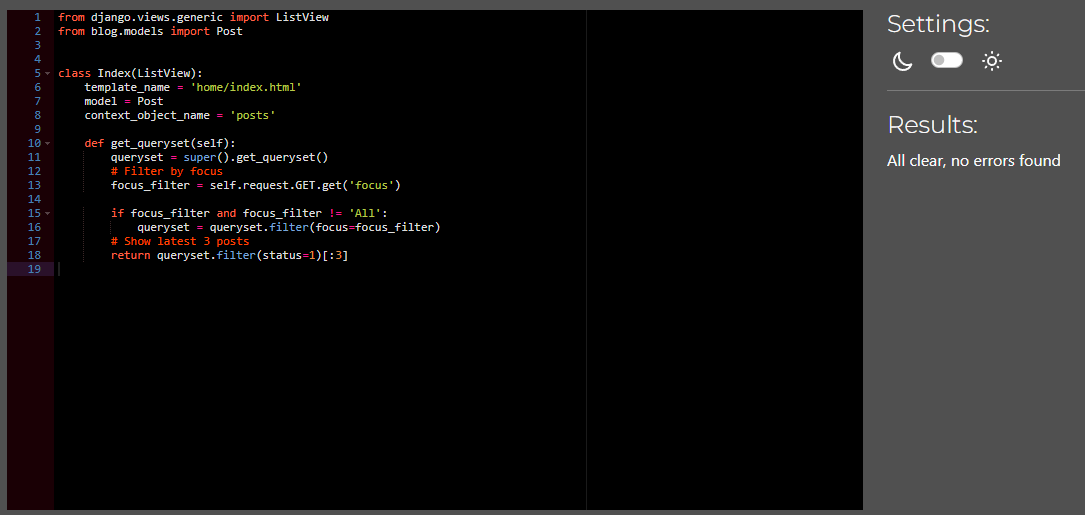 1 from django.views.generic import ListView
2 from blog.models import Post
3
4
5 class Index(ListView):
6     template_name = 'home/index.html'
7     model = Post
8     context_object_name = 'posts'
9
10     def get_queryset(self):
11         queryset = super().get_queryset()
12         # Filter by focus
13         focus_filter = self.request.GET.get('focus')
14
15         if focus_filter and focus_filter != 'All':
16             queryset = queryset.filter(focus=focus_filter)
17         # Show latest 3 posts
18         return queryset.filter(status=1)[:3]
19
Settings:
Results:
All clear, no errors found